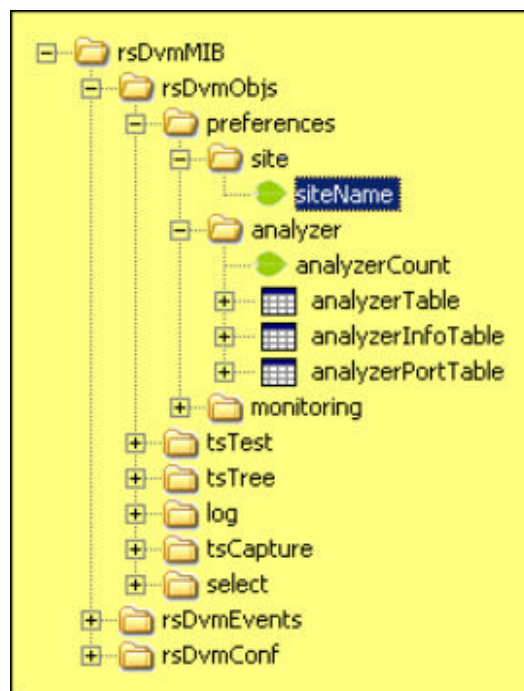 rsDvmMIB
rsDvmObjs
preferences
site
siteName
analyzer
analyzerCount
analyzerTable
analyzerInfoTable
analyzerPortTable
monitoring
tsTest
tsTree
log
tsCapture
select
rsDvmEvents
rsDvmConf